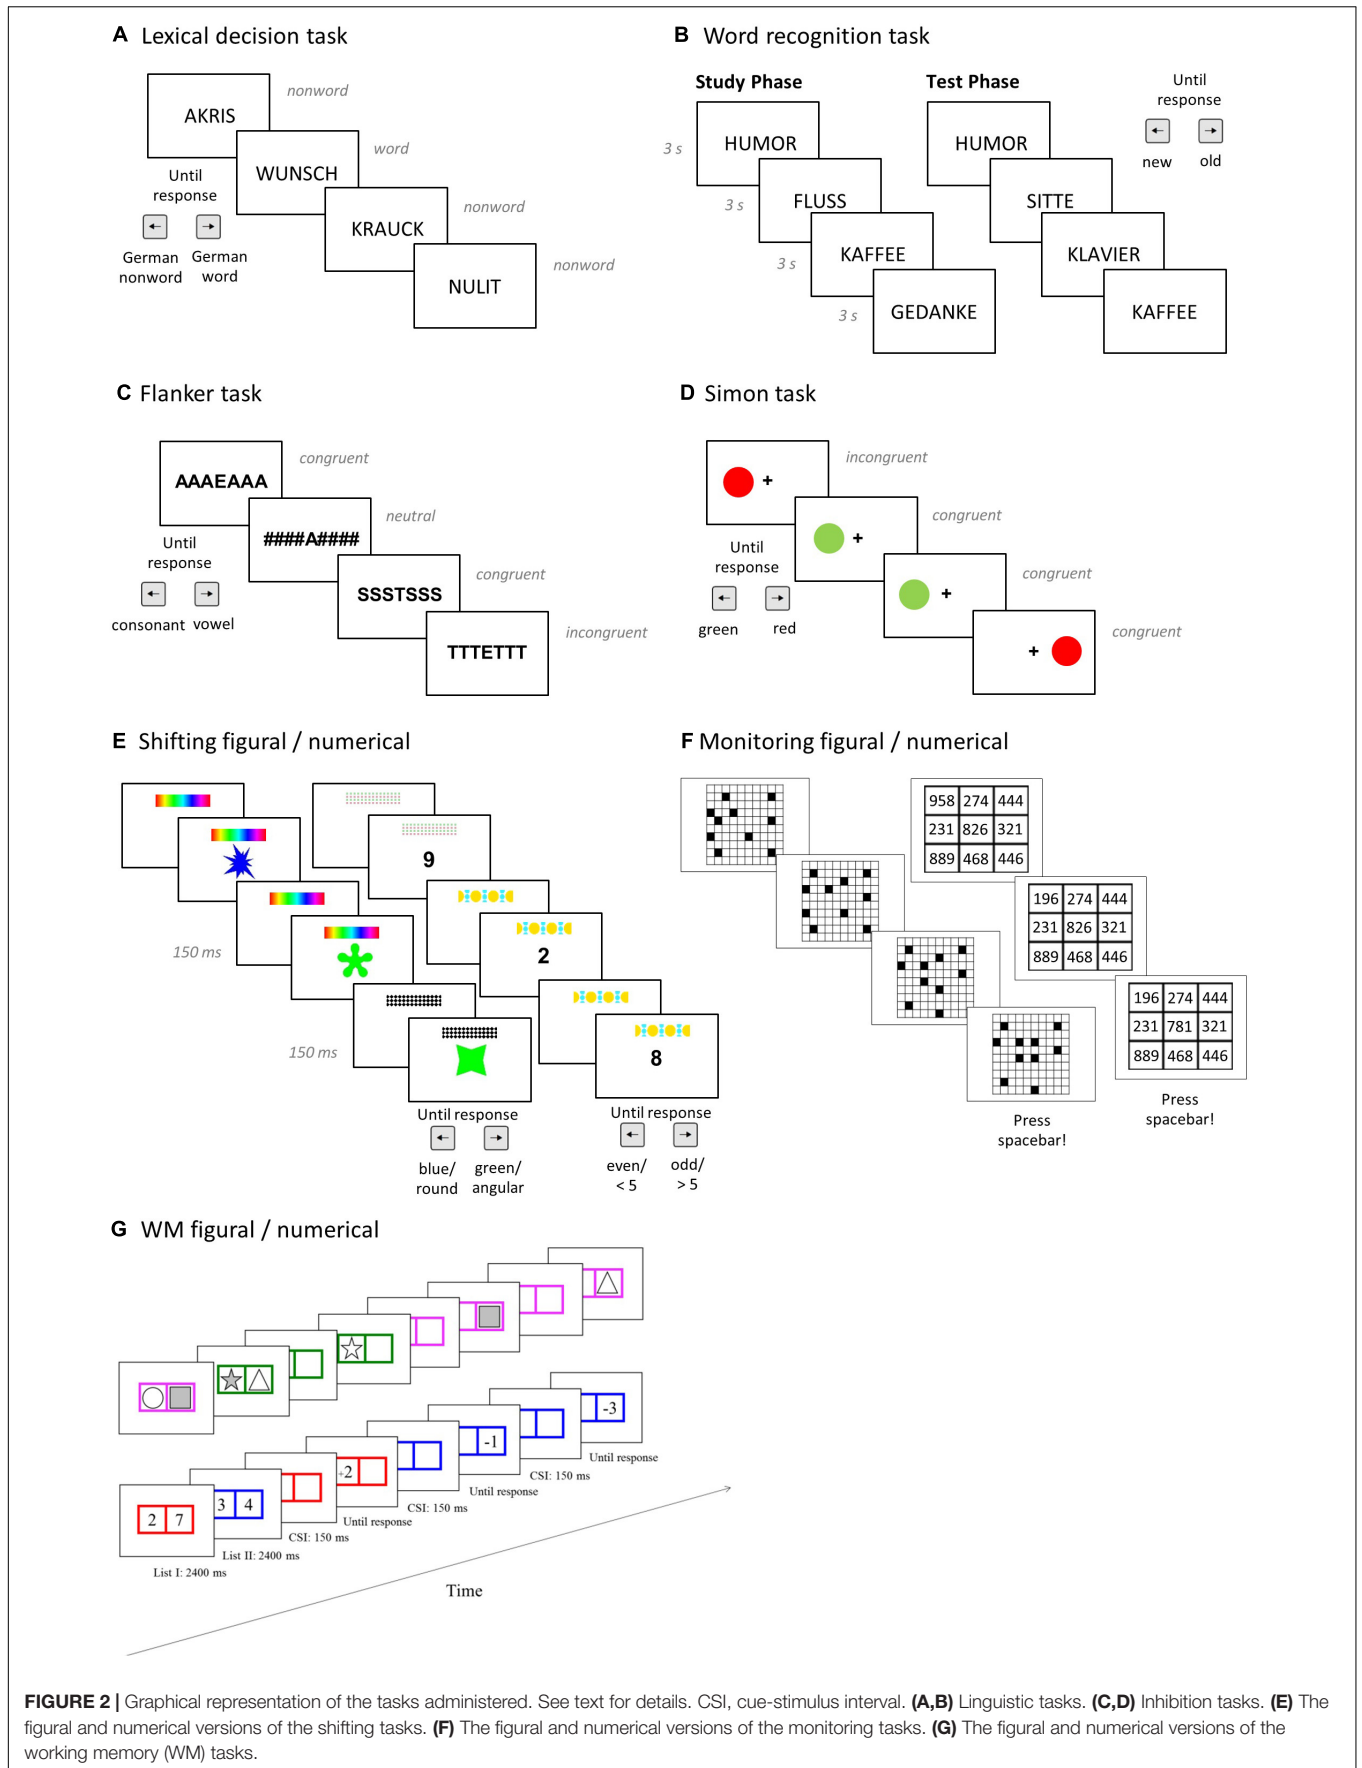 A Lexical decision task
AKRIS
nonword
WUNSCH
word
KRAUCK
nonword
NULIT
nonword
Until
response
← →
German
nonword
German
word
B Word recognition task
Study Phase
3 s
HUMOR
3 s
FLUSS
3 s
KAFFEE
3 s
GEDANKE
Test Phase
HUMOR
SITTE
KLAVIER
KAFFEE
Until
response
← →
new old
C Flanker task
AAAEAAA
congruent
####A####
neutral
SSSTSSS
congruent
TTTETTT
incongruent
Until
response
← →
consonant vowel
D Simon task
+
incongruent
+
congruent
+
congruent
+
congruent
Until
response
← →
green red
E Shifting figural / numerical
150 ms
150 ms
Until response
← →
blue/
round
green/
angular
9
2
8
Until response
← →
even/
< 5
odd/
> 5
F Monitoring figural / numerical
Press
spacebar!
958 274 444
231 826 321
889 468 446
196 274 444
231 826 321
889 468 446
196 274 444
231 781 321
889 468 446
Press
spacebar!
G WM figural / numerical
2 7
List I: 2400 ms
3 4
List II: 2400 ms
CSI: 150 ms
+2
Until response
CSI: 150 ms
-1
Until response
CSI: 150 ms
-3
Until response
Time
FIGURE 2 | Graphical representation of the tasks administered. See text for details. CSI, cue-stimulus interval. (A,B) Linguistic tasks. (C,D) Inhibition tasks. (E) The
figural and numerical versions of the shifting tasks. (F) The figural and numerical versions of the monitoring tasks. (G) The figural and numerical versions of the
working memory (WM) tasks.